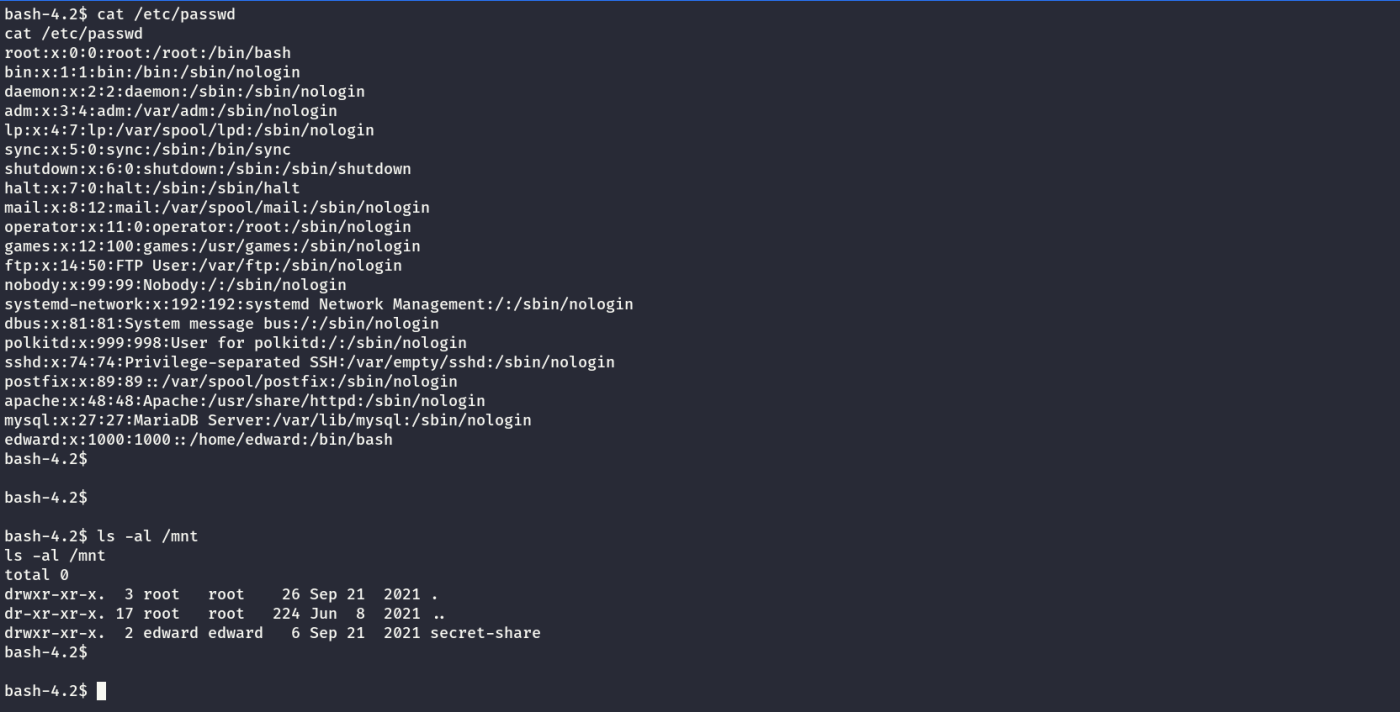 bash-4.2$ cat /etc/passwd
cat /etc/passwd
root:x:0:0:root:/root:/bin/bash
bin:x:1:1:bin:/bin:/sbin/nologin
daemon:x:2:2:daemon:/sbin:/sbin/nologin
adm:x:3:4:adm:/var/adm:/sbin/nologin
lp:x:4:7:lp:/var/spool/lpd:/sbin/nologin
sync:x:5:0:sync:/sbin:/bin/sync
shutdown:x:6:0:shutdown:/sbin:/sbin/shutdown
halt:x:7:0:halt:/sbin:/sbin/halt
mail:x:8:12:mail:/var/spool/mail:/sbin/nologin
operator:x:11:0:operator:/root:/sbin/nologin
games:x:12:100:games:/usr/games:/sbin/nologin
ftp:x:14:50:FTP User:/var/ftp:/sbin/nologin
nobody:x:99:99:Nobody:/:/sbin/nologin
systemd-network:x:192:192:systemd Network Management:/:/sbin/nologin
dbus:x:81:81:System message bus:/:/sbin/nologin
polkitd:x:999:998:User for polkitd:/:/sbin/nologin
sshd:x:74:74:Privilege-separated SSH:/var/empty/sshd:/sbin/nologin
postfix:x:89:89::/var/spool/postfix:/sbin/nologin
apache:x:48:48:Apache:/usr/share/httpd:/sbin/nologin
mysql:x:27:27:MariaDB Server:/var/lib/mysql:/sbin/nologin
edward:x:1000:1000::/home/edward:/bin/bash
bash-4.2$
bash-4.2$
bash-4.2$ ls -al /mnt
ls -al /mnt
total 0
drwxr-xr-x.  3 root   root    26 Sep 21  2021 .
dr-xr-xr-x. 17 root   root   224 Jun  8  2021 ..
drwxr-xr-x.  2 edward edward   6 Sep 21  2021 secret-share
bash-4.2$
bash-4.2$